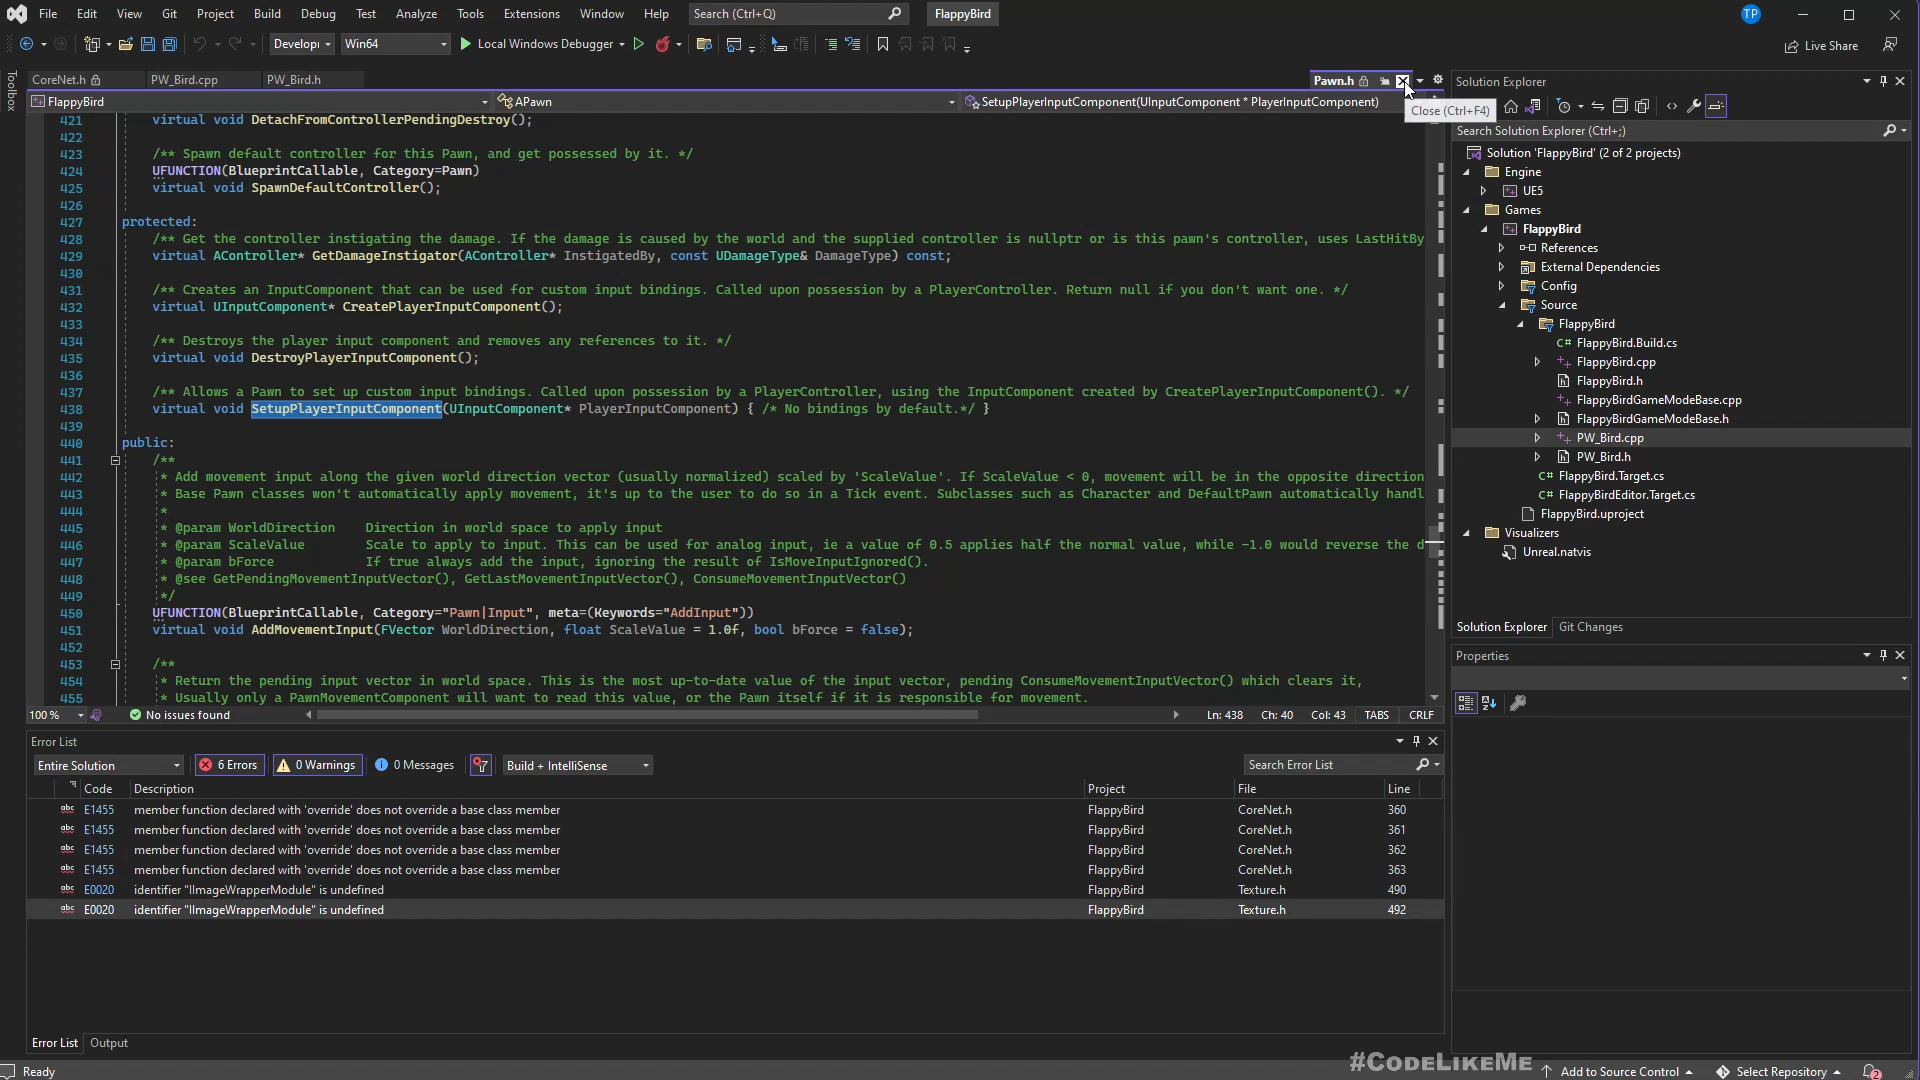 File Edit View Git Project Build Debug Test Analyze Tools Extensions Window Help Search (Ctrl+Q) FlappyBird TP
Develop Win64 Local Windows Debugger Live Share
Toolbox
CoreNet.h PW_Bird.cpp PW_Bird.h Pawn.h
FlappyBird APawn SetupPlayerInputComponent(UInputComponent * PlayerInputComponent)
Close (Ctrl+F4)
421 virtual void DetachFromControllerPendingDestroy();
422
423 /** Spawn default controller for this Pawn, and get possessed by it. */
424 UFUNCTION(BlueprintCallable, Category=Pawn)
425 virtual void SpawnDefaultController();
426
427 protected:
428 /** Get the controller instigating the damage. If the damage is caused by the world and the supplied controller is nullptr or is this pawn's controller, uses LastHitBy
429 virtual AController* GetDamageInstigator(AController* InstigatedBy, const UDamageType& DamageType) const;
430
431 /** Creates an InputComponent that can be used for custom input bindings. Called upon possession by a PlayerController. Return null if you don't want one. */
432 virtual UInputComponent* CreatePlayerInputComponent();
433
434 /** Destroys the player input component and removes any references to it. */
435 virtual void DestroyPlayerInputComponent();
436
437 /** Allows a Pawn to set up custom input bindings. Called upon possession by a PlayerController, using the InputComponent created by CreatePlayerInputComponent(). */
438 virtual void SetupPlayerInputComponent(UInputComponent* PlayerInputComponent) { /* No bindings by default.*/ }
439
440 public:
441 /**
442 * Add movement input along the given world direction vector (usually normalized) scaled by 'ScaleValue'. If ScaleValue < 0, movement will be in the opposite direction
443 * Base Pawn classes won't automatically apply movement, it's up to the user to do so in a Tick event. Subclasses such as Character and DefaultPawn automatically handl
444 *
445 * @param WorldDirection Direction in world space to apply input
446 * @param ScaleValue Scale to apply to input. This can be used for analog input, ie a value of 0.5 applies half the normal value, while -1.0 would reverse the d
447 * @param bForce If true always add the input, ignoring the result of IsMoveInputIgnored().
448 * @see GetPendingMovementInputVector(), GetLastMovementInputVector(), ConsumeMovementInputVector()
449 */
450 UFUNCTION(BlueprintCallable, Category="Pawn|Input", meta=(Keywords="AddInput"))
451 virtual void AddMovementInput(FVector WorldDirection, float ScaleValue = 1.0f, bool bForce = false);
452
453 /**
454 * Return the pending input vector in world space. This is the most up-to-date value of the input vector, pending ConsumeMovementInputVector() which clears it,
455 * Usually only a PawnMovementComponent will want to read this value, or the Pawn itself if it is responsible for movement.
100 % No issues found Ln: 438 Ch: 40 Col: 43 TABS CRLF
Error List
Entire Solution 6 Errors 0 Warnings 0 Messages Build + IntelliSense Search Error List
Code Description Project File Line
abc E1455 member function declared with 'override' does not override a base class member FlappyBird CoreNet.h 360
abc E1455 member function declared with 'override' does not override a base class member FlappyBird CoreNet.h 361
abc E1455 member function declared with 'override' does not override a base class member FlappyBird CoreNet.h 362
abc E1455 member function declared with 'override' does not override a base class member FlappyBird CoreNet.h 363
abc E0020 identifier "IImageWrapperModule" is undefined FlappyBird Texture.h 490
abc E0020 identifier "IImageWrapperModule" is undefined FlappyBird Texture.h 492
Error List Output
Solution Explorer
Search Solution Explorer (Ctrl+;)
Solution 'FlappyBird' (2 of 2 projects)
Engine
UE5
Games
FlappyBird
References
External Dependencies
Config
Source
FlappyBird
C# FlappyBird.Build.cs
FlappyBird.cpp
FlappyBird.h
FlappyBirdGameModeBase.cpp
FlappyBirdGameModeBase.h
PW_Bird.cpp
PW_Bird.h
C# FlappyBird.Target.cs
C# FlappyBirdEditor.Target.cs
FlappyBird.uproject
Visualizers
Unreal.natvis
Solution Explorer Git Changes
Properties
#CodeLikeMe
Ready Add to Source Control Select Repository 2